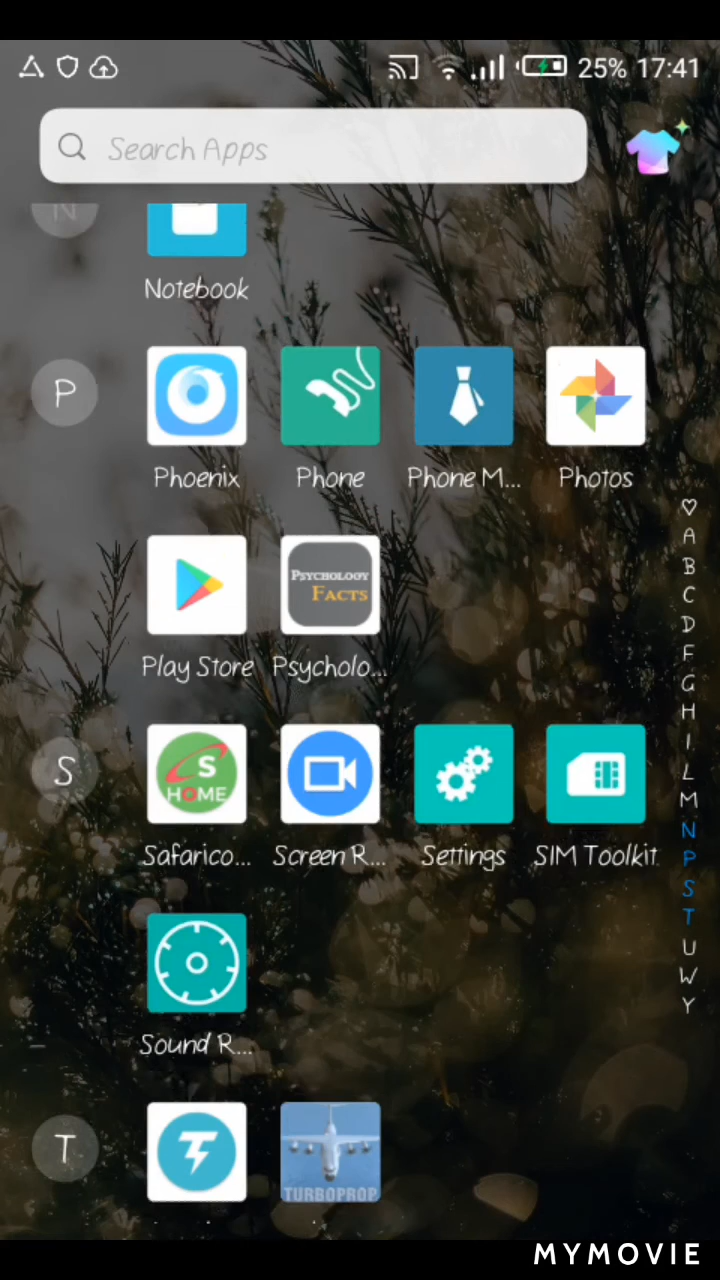 25% 17:41
Search Apps
N
Notebook
P
Phoenix Phone Phone M... Photos
PSYCHOLOGY
FACTS
Play Store Psycholo...
S
S
HOME
Safarico... Screen R... Settings SIM Toolkit
Sound R...
T
TURBOPROP
A
B
C
D
F
G
H
I
L
M
N
P
S
T
U
W
Y
MYMOVIE